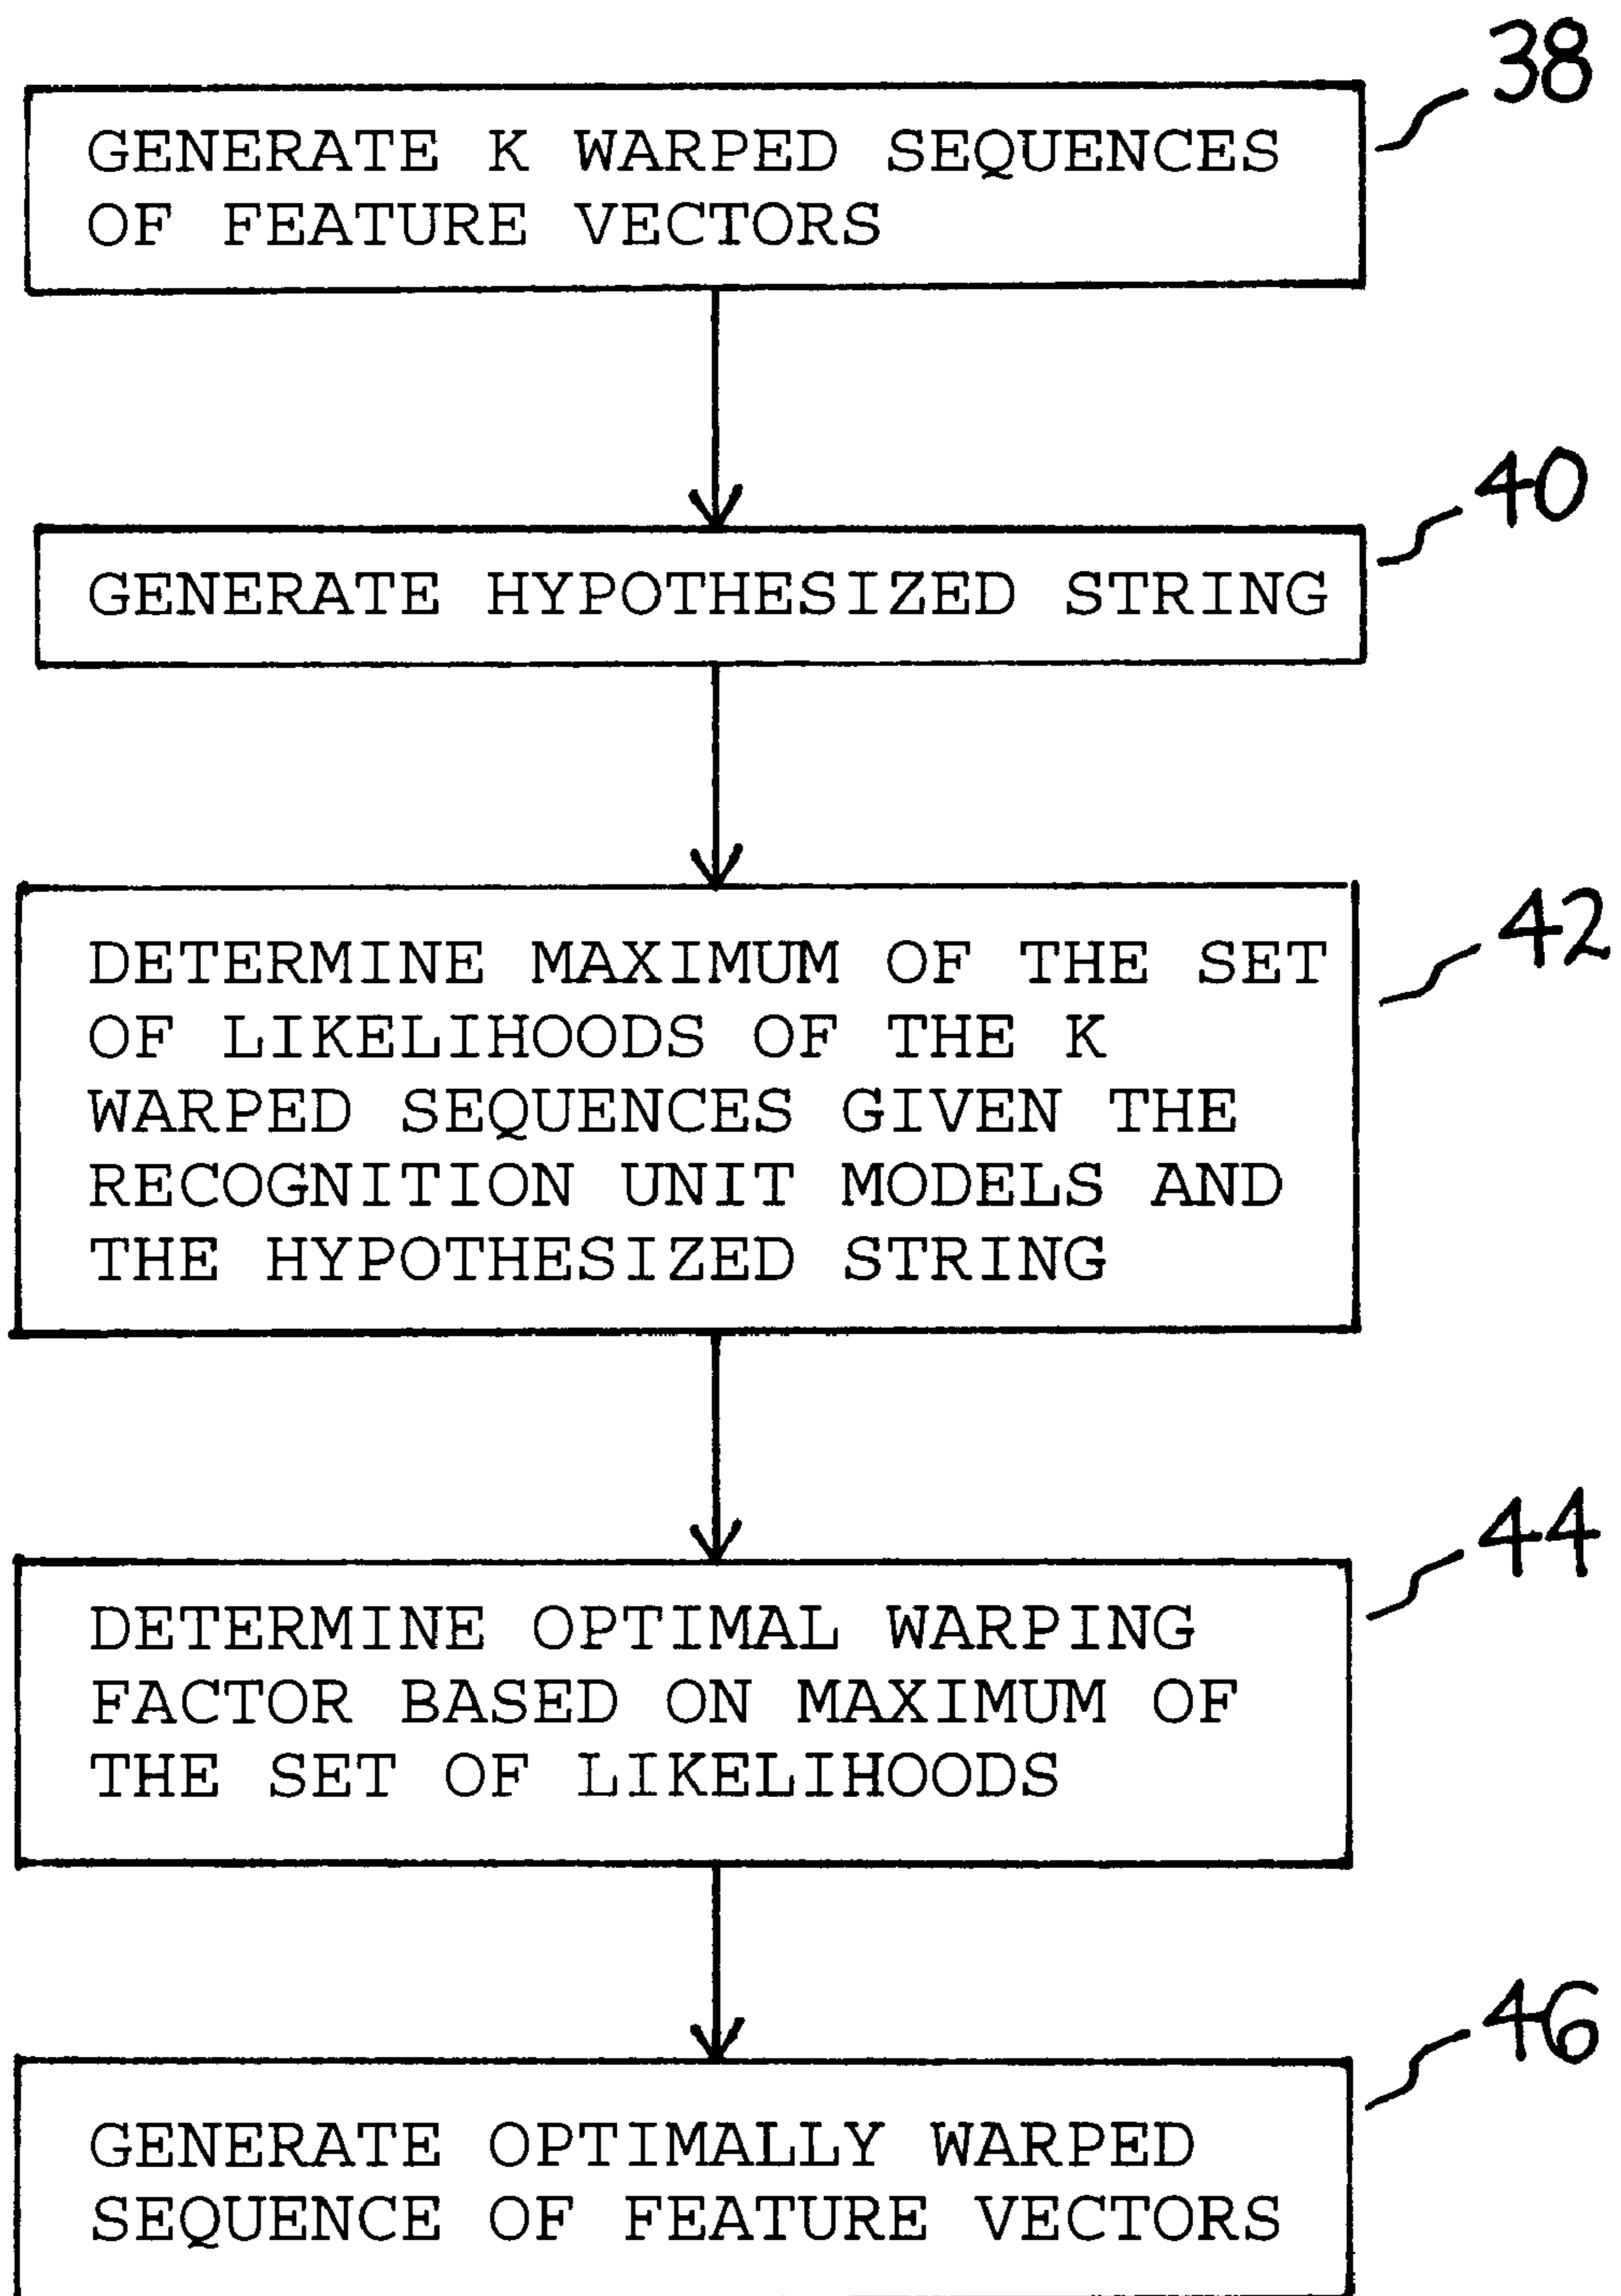 38
GENERATE K WARPED SEQUENCES
OF FEATURE VECTORS
40
GENERATE HYPOTHESIZED STRING
42
DETERMINE MAXIMUM OF THE SET
OF LIKELIHOODS OF THE K
WARPED SEQUENCES GIVEN THE
RECOGNITION UNIT MODELS AND
THE HYPOTHESIZED STRING
44
DETERMINE OPTIMAL WARPING
FACTOR BASED ON MAXIMUM OF
THE SET OF LIKELIHOODS
46
GENERATE OPTIMALLY WARPED
SEQUENCE OF FEATURE VECTORS